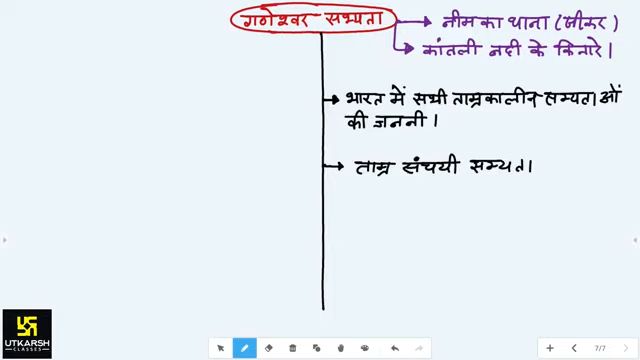 गणेश्वर सभ्यता
→ नीम का थाना (सीकर)
→ कांतली नदी के किनारे।
→ भारत में सभी ताम्रकालीन सभ्यताओं
की जननी।
→ ताम्र संचयी सभ्यता
UTKARSH
CLASSES
7/7